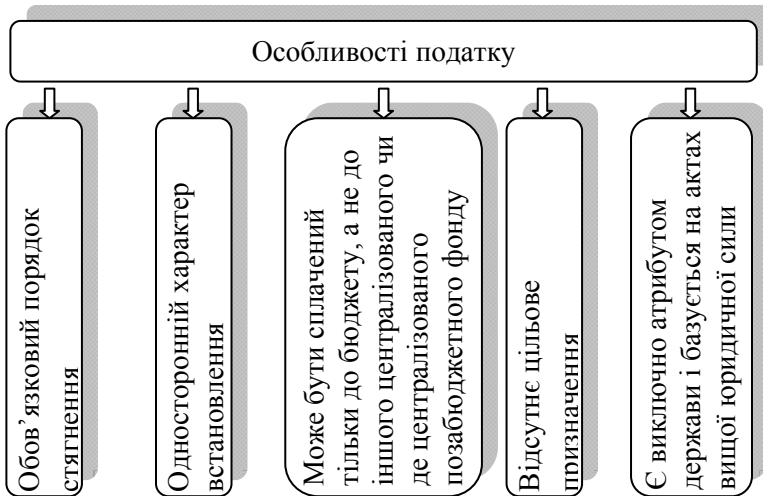 Особливості податку
Обов’язковий порядок
стягнення
Односторонній характер
встановлення
Може бути сплачений
тільки до бюджету, а не до
іншого централізованого чи
де централізованого
позабюджетного фонду
Відсутнє цільове
призначення
Є виключно атрибутом
держави і базується на актах
вищої юридичної сили